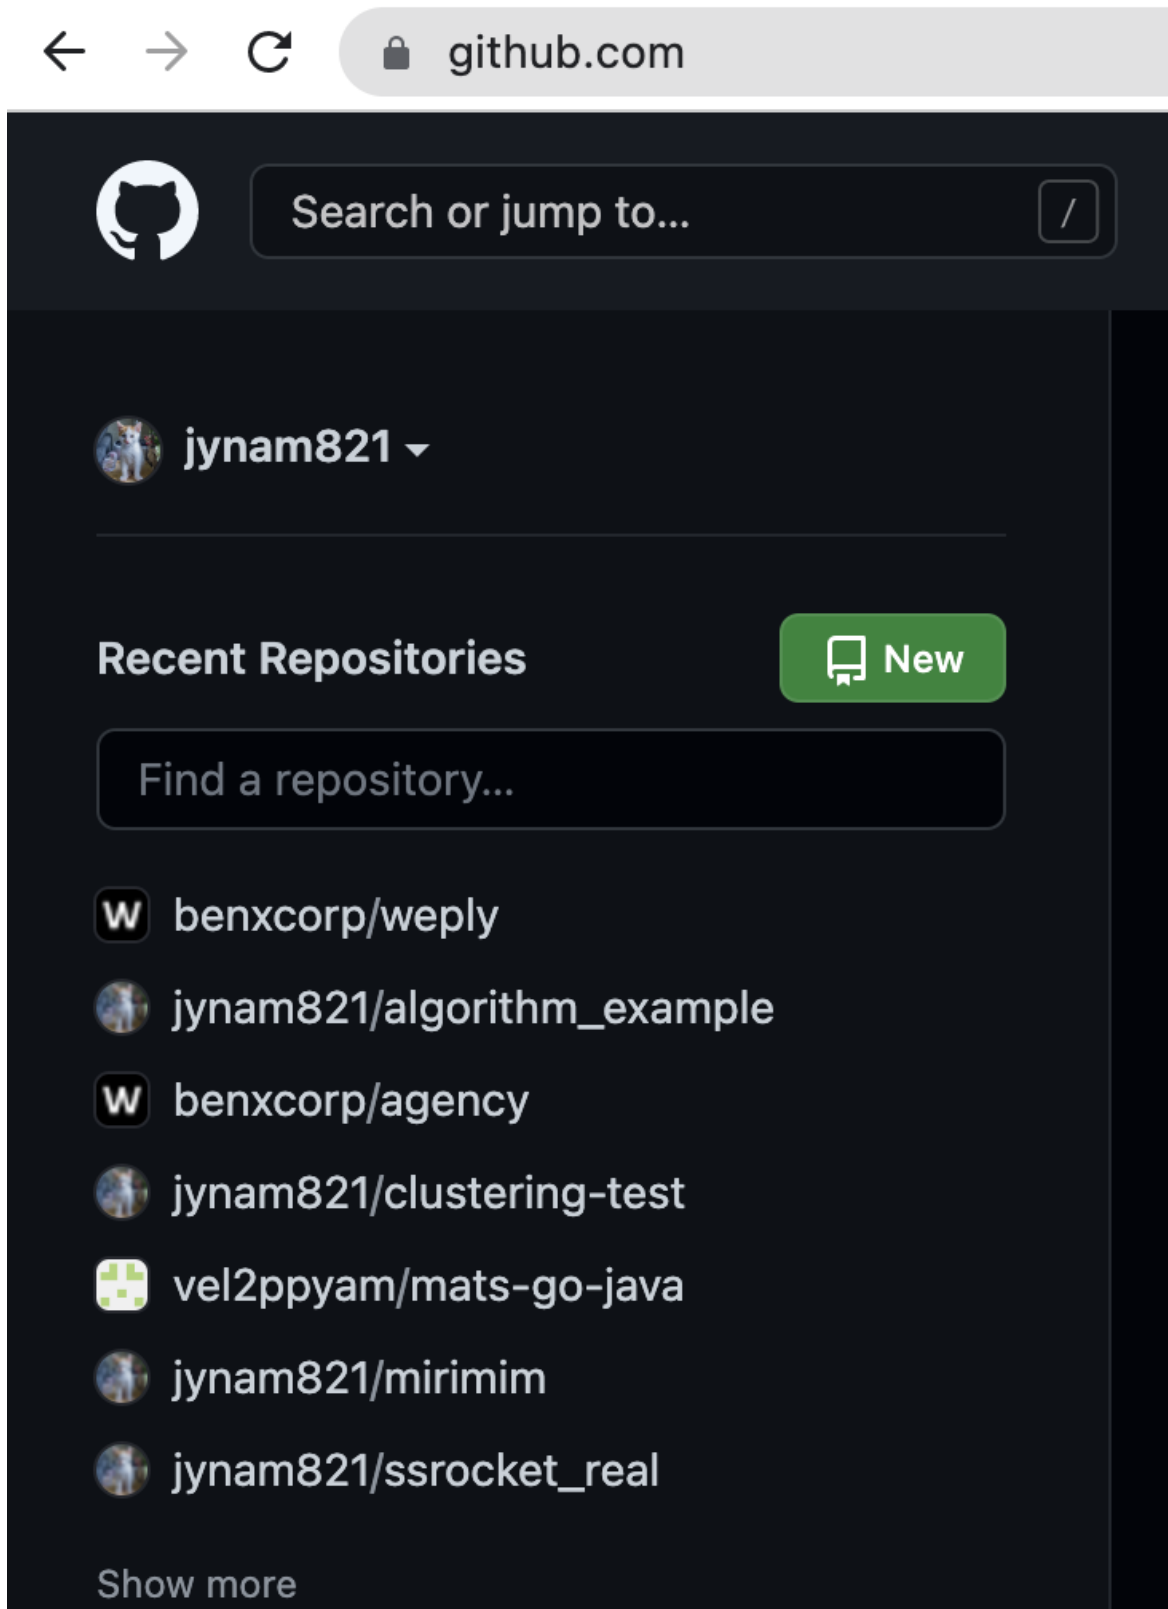 github.com
Search or jump to... /
jynam821
Recent Repositories New
Find a repository...
W benxcorp/weply
jynam821/algorithm_example
W benxcorp/agency
jynam821/clustering-test
vel2ppyam/mats-go-java
jynam821/mirimim
jynam821/ssrocket_real
Show more